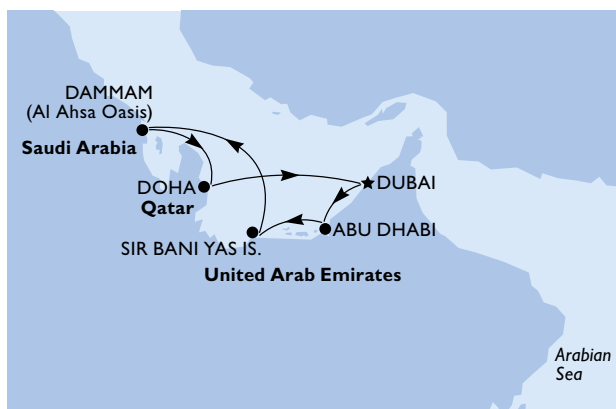 DAMMAM
(Al Ahsa Oasis)
Saudi Arabia
DOHA
Qatar
DUBAI
ABU DHABI
SIR BANI YAS IS.
United Arab Emirates
Arabian
Sea